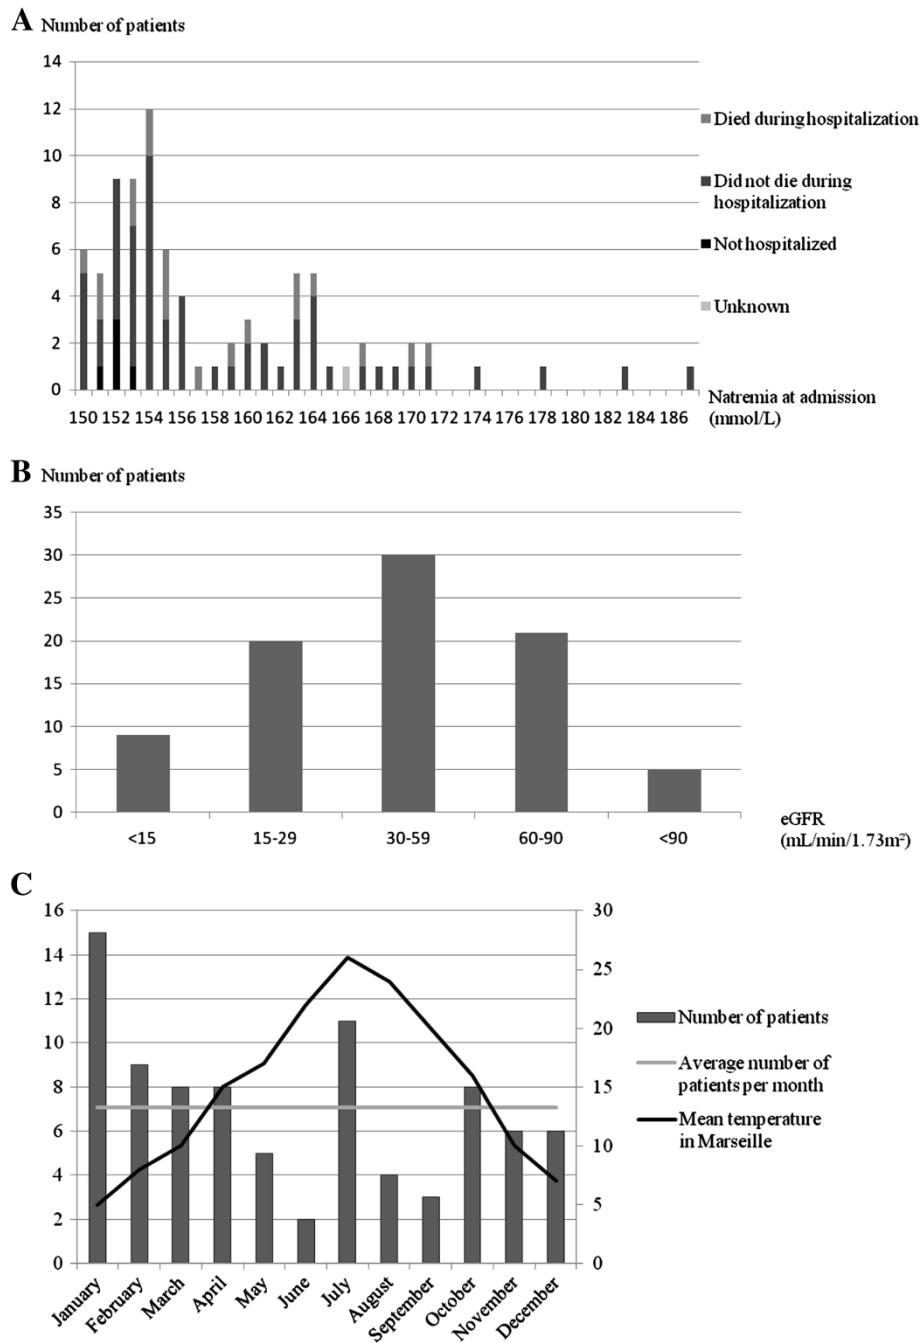 A Number of patients
14
12
10
8
6
4
2
0
150 152 154 156 158 160 162 164 166 168 170 172 174 176 178 180 182 184 186
Died during hospitalization
Did not die during
hospitalization
Not hospitalized
Unknown
Natremia at admission
(mmol/L)
B Number of patients
35
30
25
20
15
10
5
0
<15 15-29 30-59 60-90 <90
eGFR
(mL/min/1.73m²)
C
16
14
12
10
8
6
4
2
0
30
25
20
15
10
5
0
January February March April May June July August September October November December
Number of patients
Average number of
patients per month
Mean temperature
in Marseille